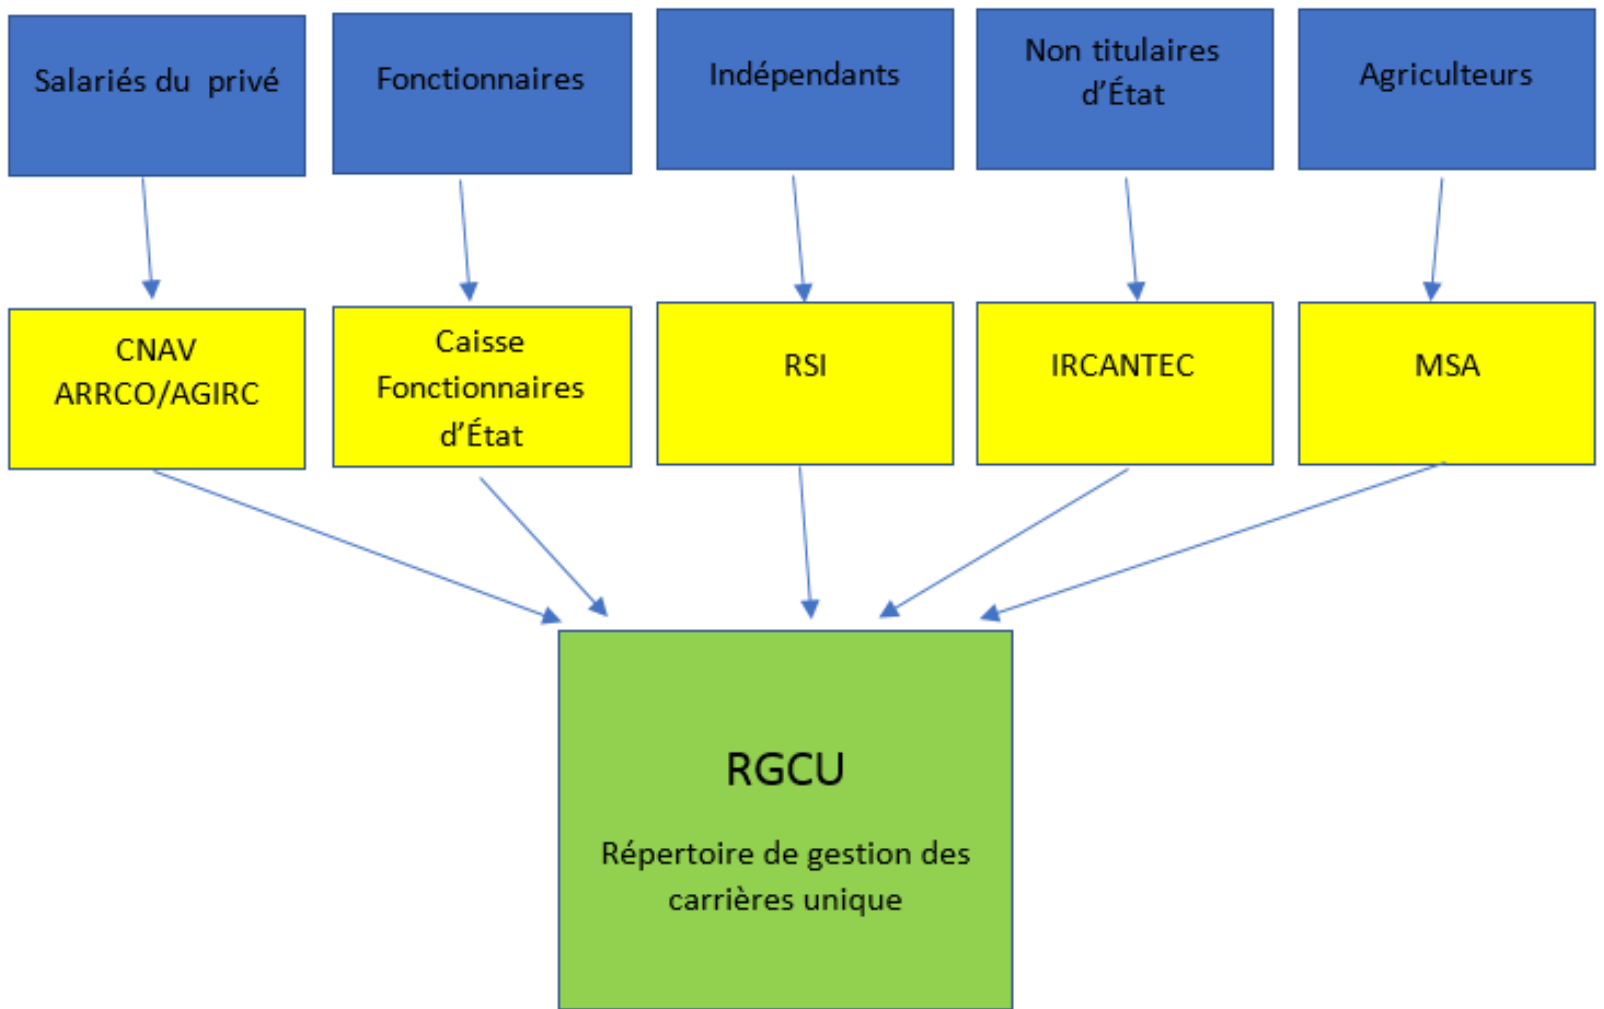 Salariés du  privé
Fonctionnaires
Indépendants
Non titulaires
d’État
Agriculteurs
CNAV
ARRCO/AGIRC
Caisse
Fonctionnaires
d’État
RSI
IRCANTEC
MSA
RGCU
Répertoire de gestion des
carrières unique